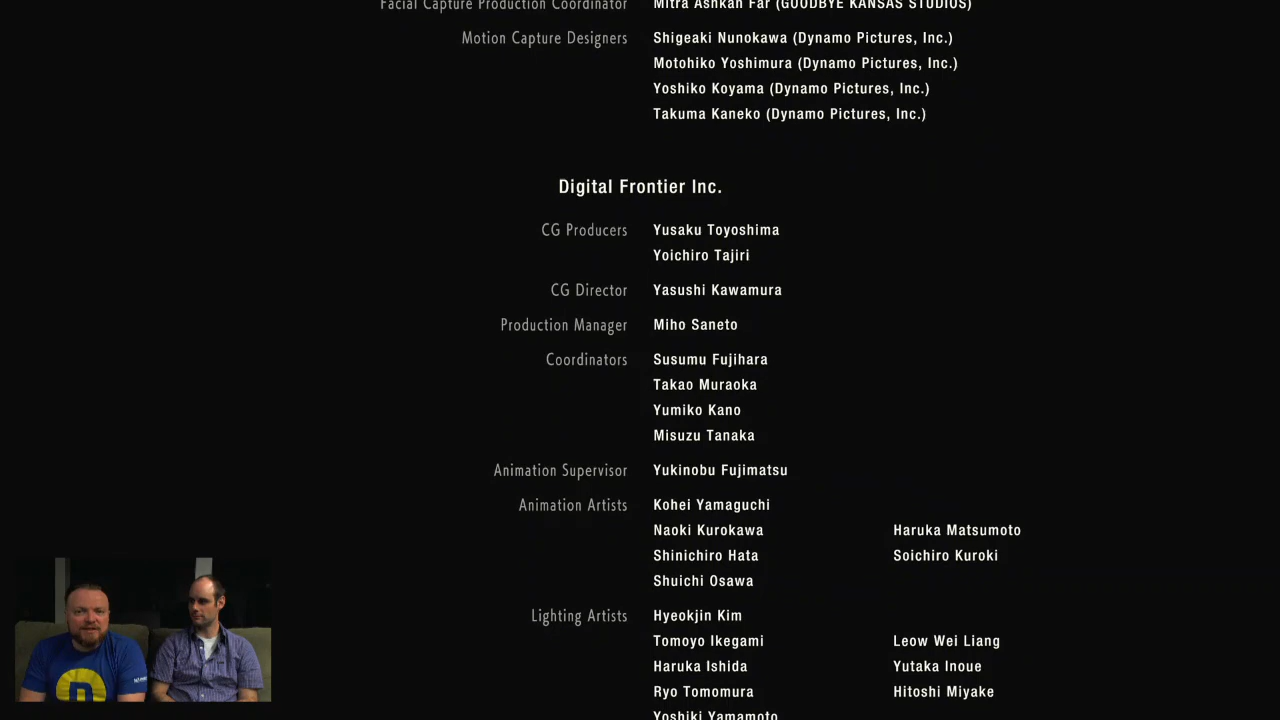 Facial Capture Production Coordinator Mitra Ashkan Far (GOODBYE KANSAS STUDIOS)
Motion Capture Designers Shigeaki Nunokawa (Dynamo Pictures, Inc.)
Motohiko Yoshimura (Dynamo Pictures, Inc.)
Yoshiko Koyama (Dynamo Pictures, Inc.)
Takuma Kaneko (Dynamo Pictures, Inc.)
Digital Frontier Inc.
CG Producers Yusaku Toyoshima
Yoichiro Tajiri
CG Director Yasushi Kawamura
Production Manager Miho Saneto
Coordinators Susumu Fujihara
Takao Muraoka
Yumiko Kano
Misuzu Tanaka
Animation Supervisor Yukinobu Fujimatsu
Animation Artists Kohei Yamaguchi
Naoki Kurokawa Haruka Matsumoto
Shinichiro Hata Soichiro Kuroki
Shuichi Osawa
Lighting Artists Hyeokjin Kim
Tomoyo Ikegami Leow Wei Liang
Haruka Ishida Yutaka Inoue
Ryo Tomomura Hitoshi Miyake
Yoshiki Yamamoto